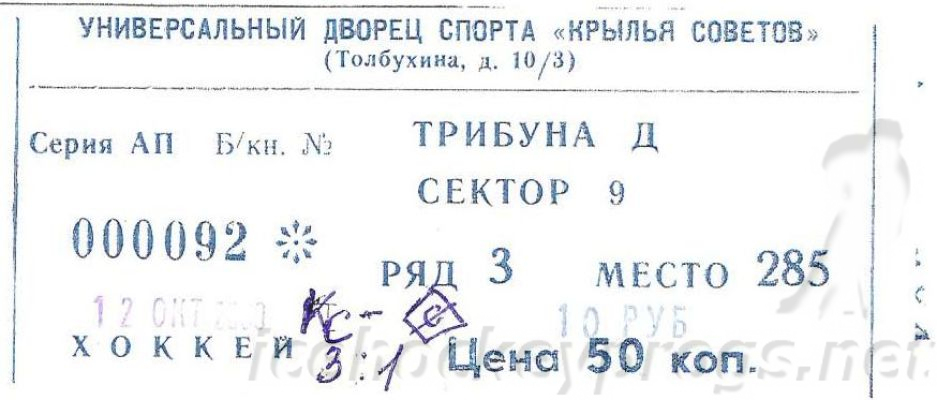 УНИВЕРСАЛЬНЫЙ ДВОРЕЦ СПОРТА «КРЫЛЬЯ СОВЕТОВ»
(Толбухина, д. 10/3)
Серия АП Б/кн. №
ТРИБУНА Д
СЕКТОР 9
000092
РЯД 3 МЕСТО 285
12 ОКТ
КС - С
10 РУБ
ХОККЕЙ
3:1
Цена 50 коп.
icehockeyprogs.net